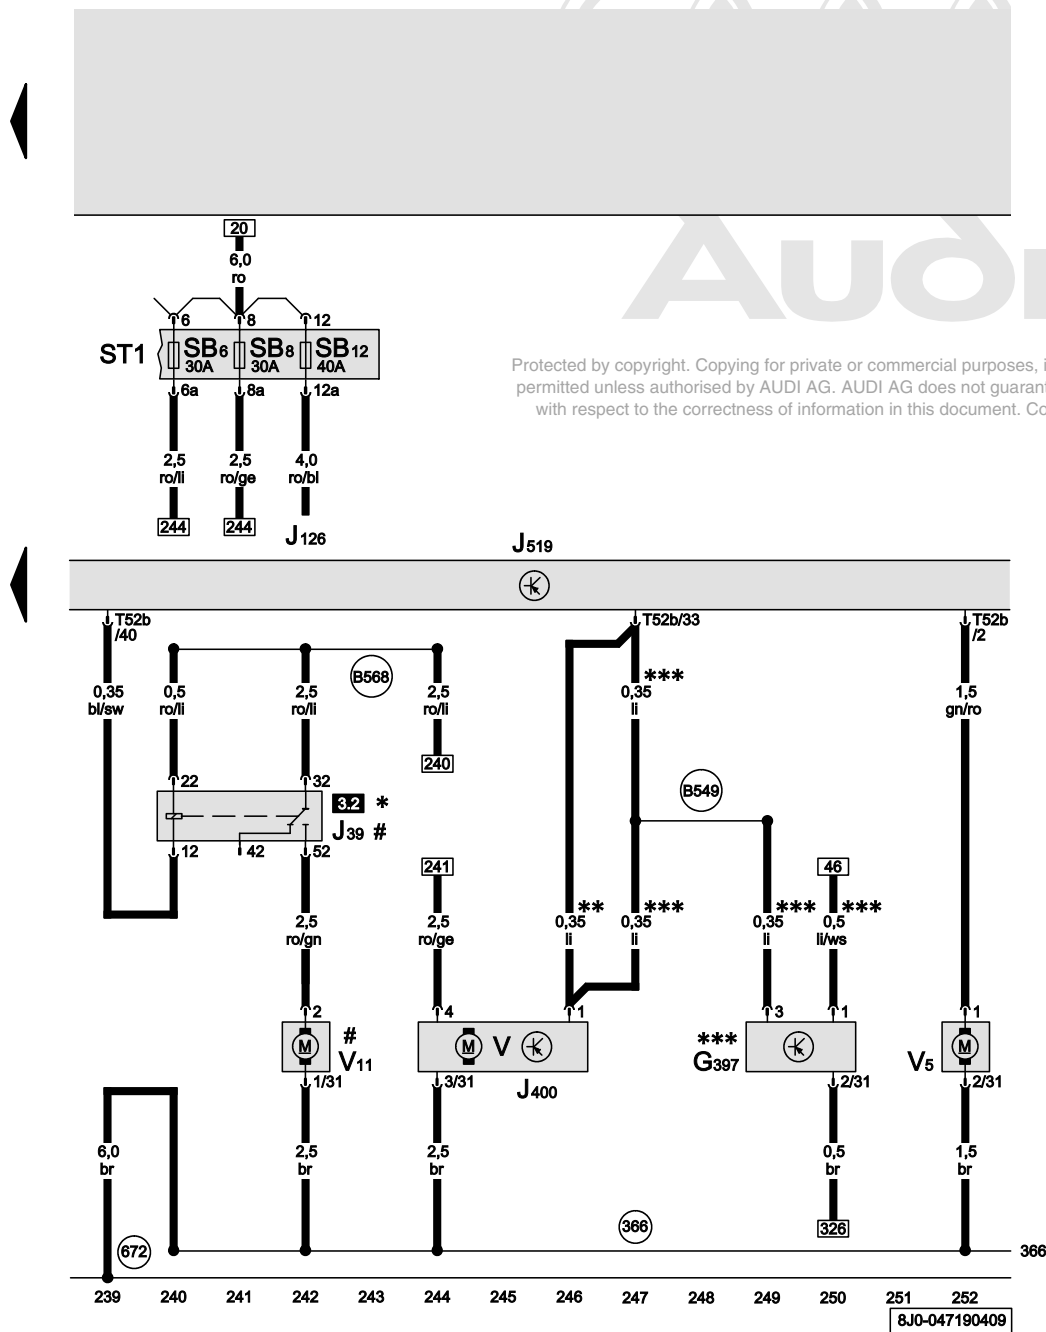 20
6,0
ro
Audi
6 8 12
ST1 SB6 SB8 SB12
30A 30A 40A
6a 8a 12a
Protected by copyright. Copying for private or commercial purposes, i
permitted unless authorised by AUDI AG. AUDI AG does not guarant
with respect to the correctness of information in this document. Co
2,5 2,5 4,0
ro/li ro/ge ro/bl
244 244 J126
J519
T52b/40 T52b/33 T52b/2
B568
***
0,35 0,5 2,5 2,5 0,35 1,5
bl/sw ro/li ro/li ro/li li gn/ro
240
22 32
3.2 *
J39 #
B549
12 42 52
241 46
** *** *** ***
2,5 2,5 0,35 0,35 0,35 0,5
ro/gn ro/ge li li li li/ws
2 4 1 3 1 1
M # V11 M V *** G397 V5 M
J400
1/31 3/31 2/31 2/31
6,0 2,5 2,5 0,5 1,5
br br br br br
672 366 326
366
239 240 241 242 243 244 245 246 247 248 249 250 251 252
8J0-047190409